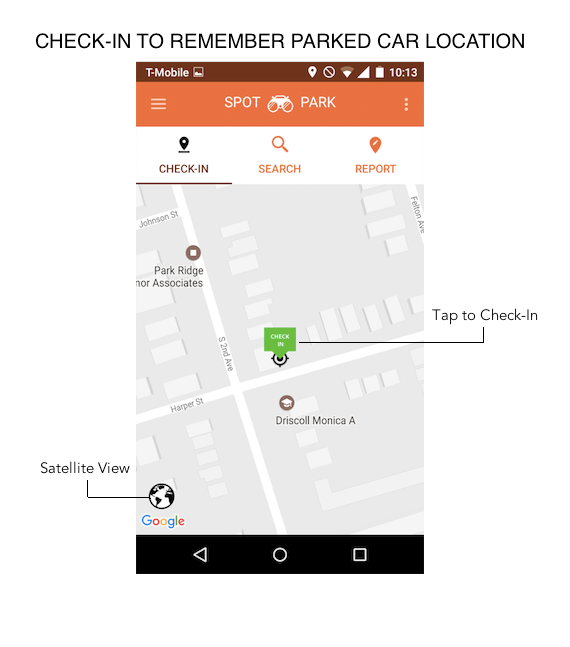 CHECK-IN TO REMEMBER PARKED CAR LOCATION
T-Mobile 10:13
SPOT PARK
CHECK-IN SEARCH REPORT
Johnson St
Felton Ave
Park Ridge
nor Associates
Tap to Check-In
CHECK
IN
S 2nd Ave
Harper St
Driscoll Monica A
Satellite View
Google